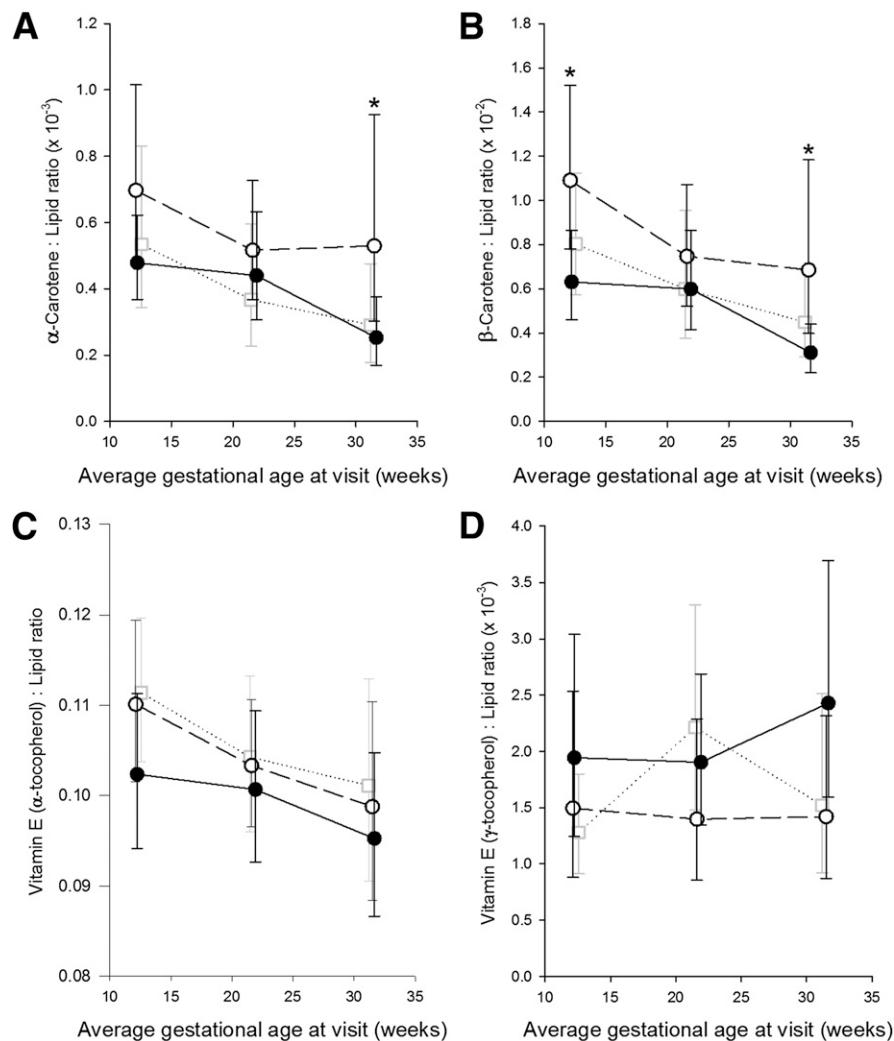 A
1.2
1.0
0.8
0.6
0.4
0.2
0.0
α-Carotene : Lipid ratio (x 10⁻³)
*
10 15 20 25 30 35
Average gestational age at visit (weeks)
B
1.8
1.6
1.4
1.2
1.0
0.8
0.6
0.4
0.2
0.0
β-Carotene : Lipid ratio (x 10⁻²)
*
*
10 15 20 25 30 35
Average gestational age at visit (weeks)
C
0.13
0.12
0.11
0.10
0.09
0.08
Vitamin E (α-tocopherol) : Lipid ratio
10 15 20 25 30 35
Average gestational age at visit (weeks)
D
4.0
3.5
3.0
2.5
2.0
1.5
1.0
0.5
0.0
Vitamin E (γ-tocopherol) : Lipid ratio (x 10⁻³)
10 15 20 25 30 35
Average gestational age at visit (weeks)